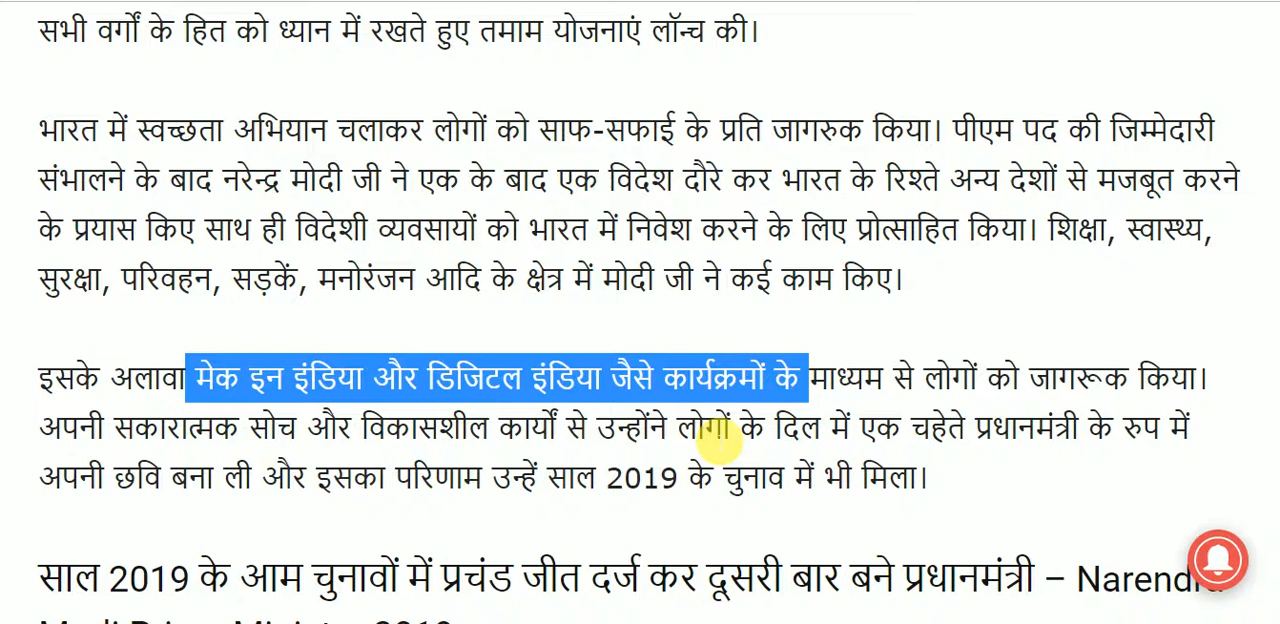 सभी वर्गों के हित को ध्यान में रखते हुए तमाम योजनाएं लॉन्च की।
भारत में स्वच्छता अभियान चलाकर लोगों को साफ-सफाई के प्रति जागरुक किया। पीएम पद की जिम्मेदारी
संभालने के बाद नरेन्द्र मोदी जी ने एक के बाद एक विदेश दौरे कर भारत के रिश्ते अन्य देशों से मजबूत करने
के प्रयास किए साथ ही विदेशी व्यवसायों को भारत में निवेश करने के लिए प्रोत्साहित किया। शिक्षा, स्वास्थ्य,
सुरक्षा, परिवहन, सड़कें, मनोरंजन आदि के क्षेत्र में मोदी जी ने कई काम किए।
इसके अलावा मेक इन इंडिया और डिजिटल इंडिया जैसे कार्यक्रमों के माध्यम से लोगों को जागरूक किया।
अपनी सकारात्मक सोच और विकासशील कार्यों से उन्होंने लोगों के दिल में एक चहेते प्रधानमंत्री के रुप में
अपनी छवि बना ली और इसका परिणाम उन्हें साल 2019 के चुनाव में भी मिला।
साल 2019 के आम चुनावों में प्रचंड जीत दर्ज कर दूसरी बार बने प्रधानमंत्री – Narendra